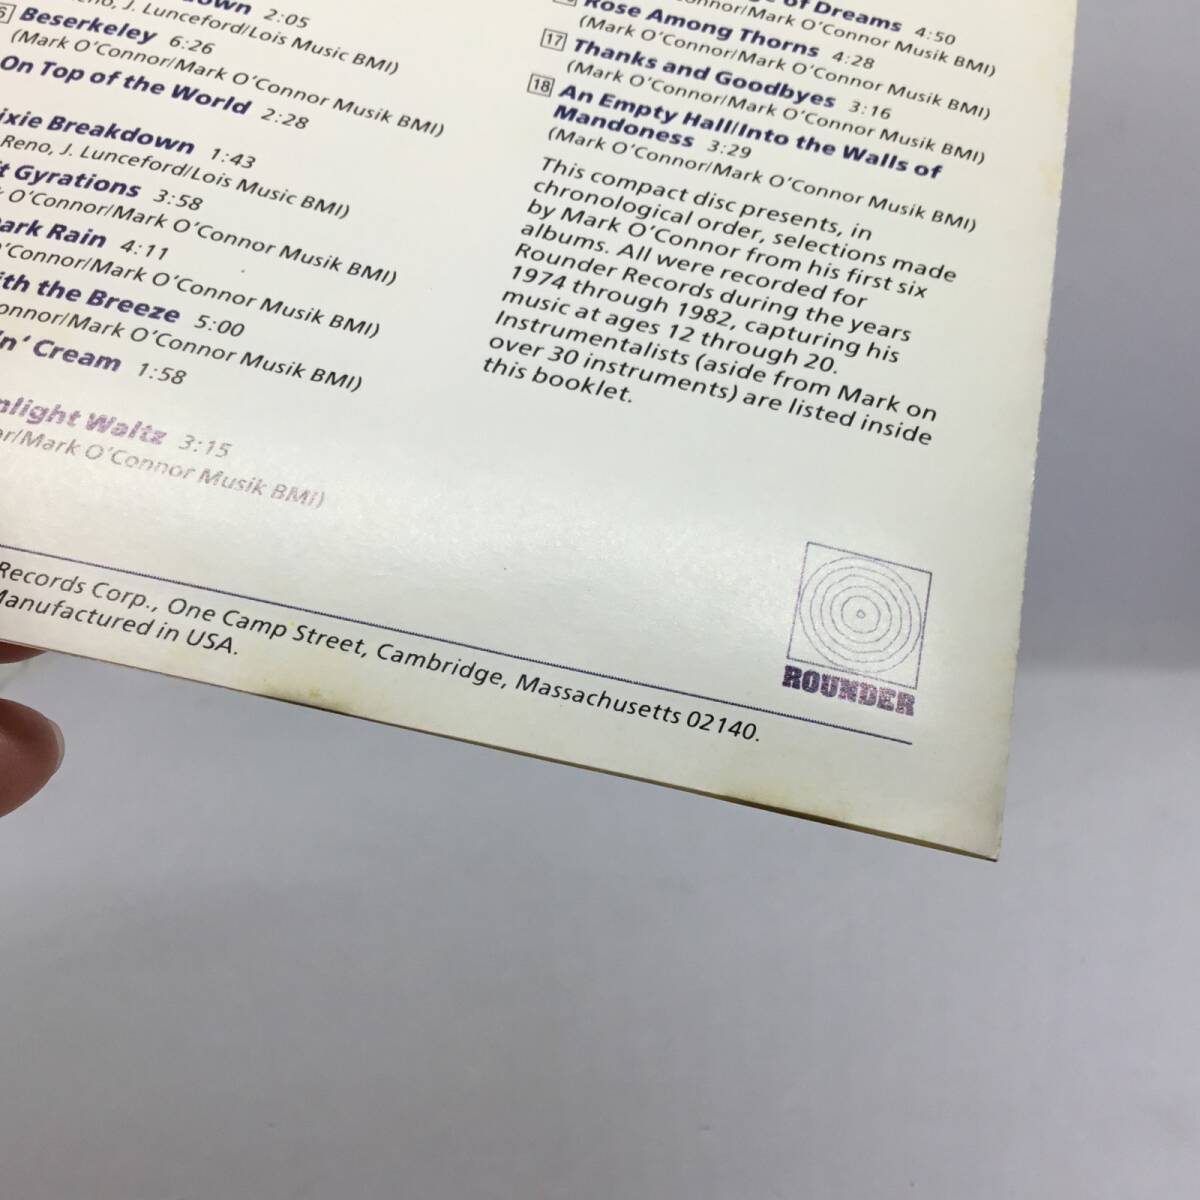 down 2:05
Reno, J. Lunceford/Lois Music BMI)
6 Beserkeley 6:26
(Mark O'Connor/Mark O'Connor Musik BMI)
On Top of the World 2:28
ixie Breakdown 1:43
Reno, J. Lunceford/Lois Music BMI)
it Gyrations 3:58
k O'Connor/Mark O'Connor Musik BMI)
ark Rain 4:11
O'Connor/Mark O'Connor Musik BMI)
ith the Breeze 5:00
onnor/Mark O'Connor Musik BMI)
'n' Cream 1:58
nlight Waltz 3:15
or/Mark O'Connor Musik BMI)
of Dreams 4:50
onnor/Mark O'Connor Musik BMI)
Rose Among Thorns 4:28
(Mark O'Connor/Mark O'Connor Musik BMI)
17 Thanks and Goodbyes 3:16
(Mark O'Connor/Mark O'Connor Musik BMI)
18 An Empty Hall/Into the Walls of
Mandoness 3:29
(Mark O'Connor/Mark O'Connor Musik BMI)
This compact disc presents, in
chronological order, selections made
by Mark O'Connor from his first six
albums. All were recorded for
Rounder Records during the years
1974 through 1982, capturing his
music at ages 12 through 20.
Instrumentalists (aside from Mark on
over 30 instruments) are listed inside
this booklet.
Records Corp., One Camp Street, Cambridge, Massachusetts 02140.
Manufactured in USA.
ROUNDER